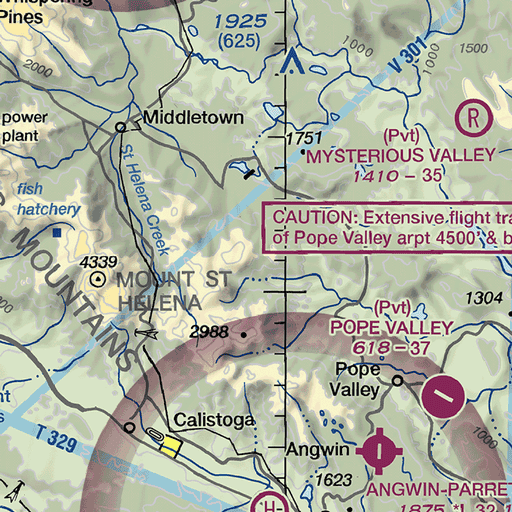 Whispering
Pines
1925
(625)
1000
1500
V 301
1000
2000
power
plant
Middletown
R
1751
(Pvt)
MYSTERIOUS VALLEY
1410 – 35
St Helena Creek
fish
hatchery
CAUTION: Extensive flight
of Pope Valley arpt 4500' &
4339
MOUNT ST
HELENA
MOUNTAINS
1304
(Pvt)
POPE VALLEY
618 – 37
2988
Pope
Valley
1000
Calistoga
T 329
Angwin
1623
ANGWIN-PARRET
1875 *L 32
H